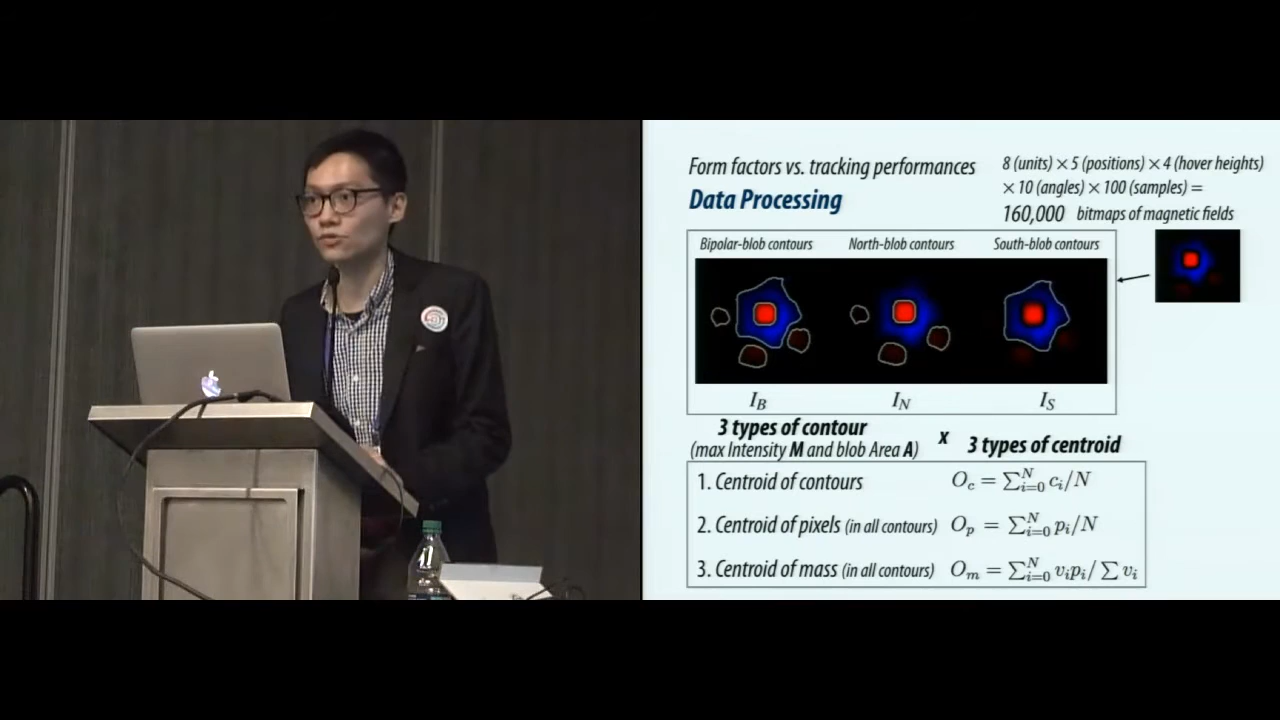 Form factors vs. tracking performances
Data Processing
8 (units) × 5 (positions) × 4 (hover heights)
× 10 (angles) × 100 (samples) =
160,000 bitmaps of magnetic fields
Bipolar-blob contours North-blob contours South-blob contours
I_B I_N I_S
3 types of contour
(max Intensity M and blob Area A)
x
3 types of centroid
1. Centroid of contours O_c = ∑_{i=0}^N c_i/N
2. Centroid of pixels (in all contours) O_p = ∑_{i=0}^N p_i/N
3. Centroid of mass (in all contours) O_m = ∑_{i=0}^N v_i p_i / ∑ v_i